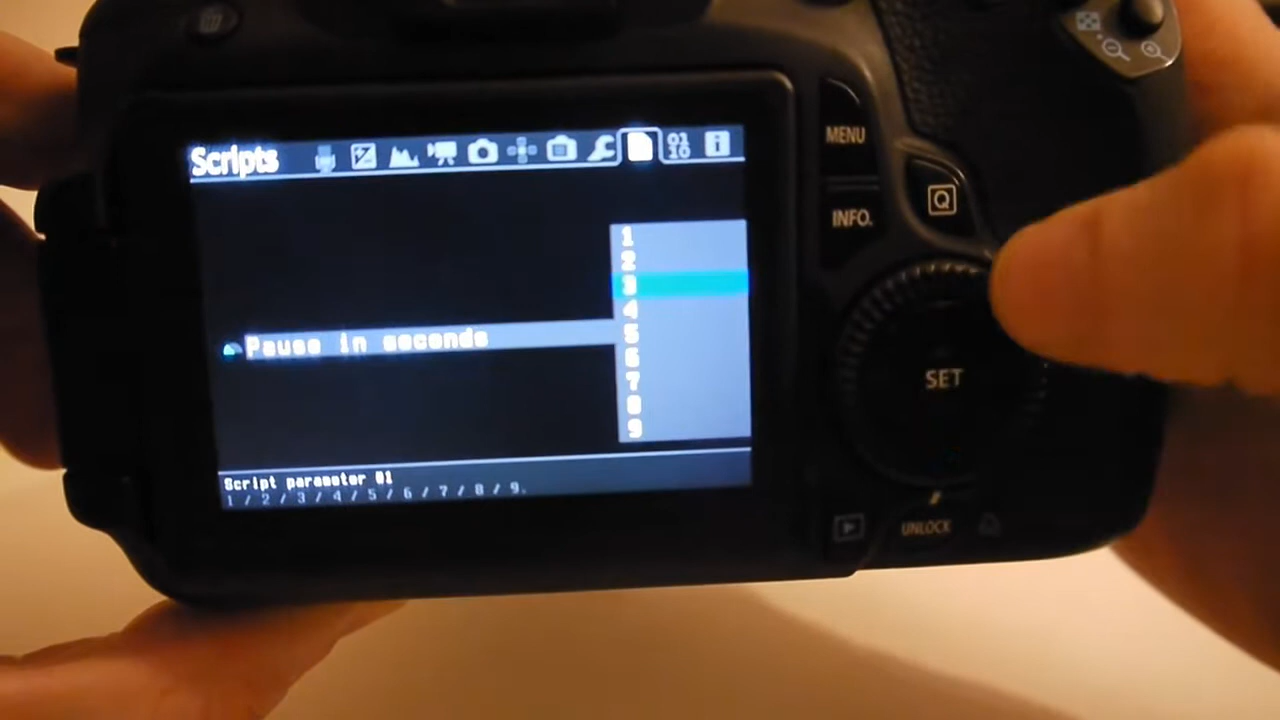 Scripts
01
10
1
2
3
4
5
6
7
8
9
Pause in seconds
Script parameter 01
1 / 2 / 3 / 4 / 5 / 6 / 7 / 8 / 9.
MENU
INFO.
Q
SET
UNLOCK